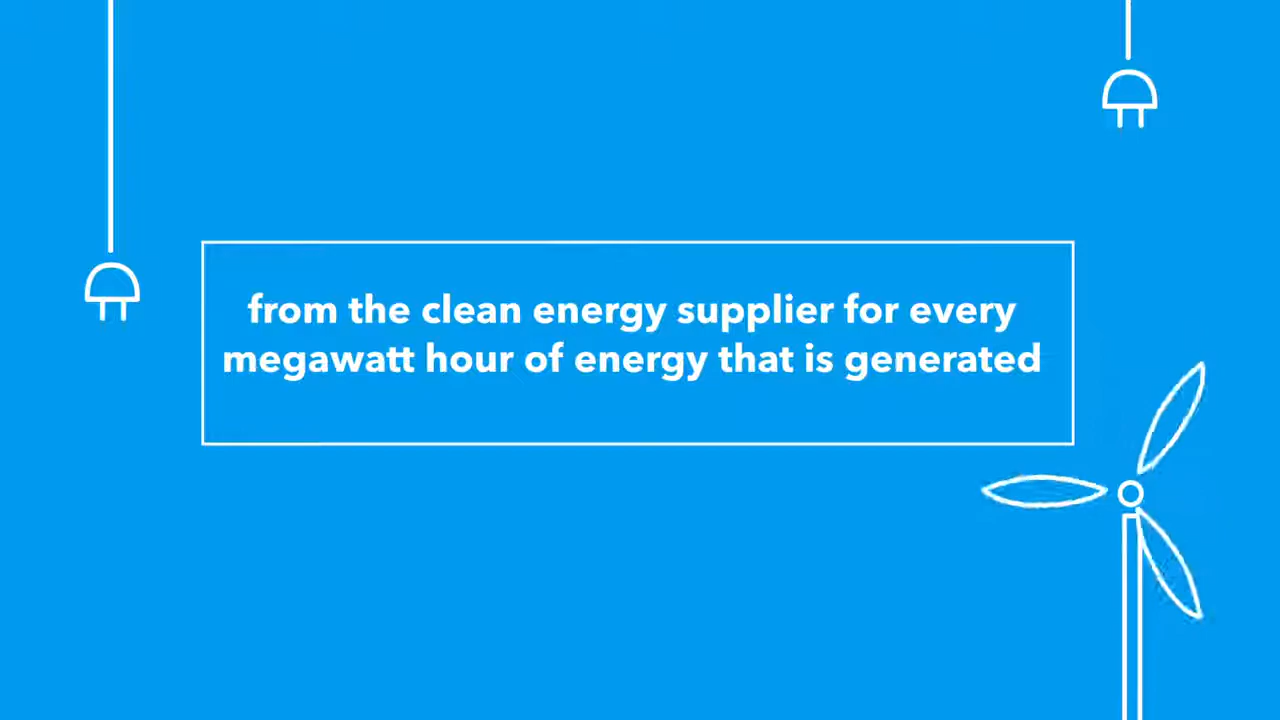 from the clean energy supplier for every
megawatt hour of energy that is generated